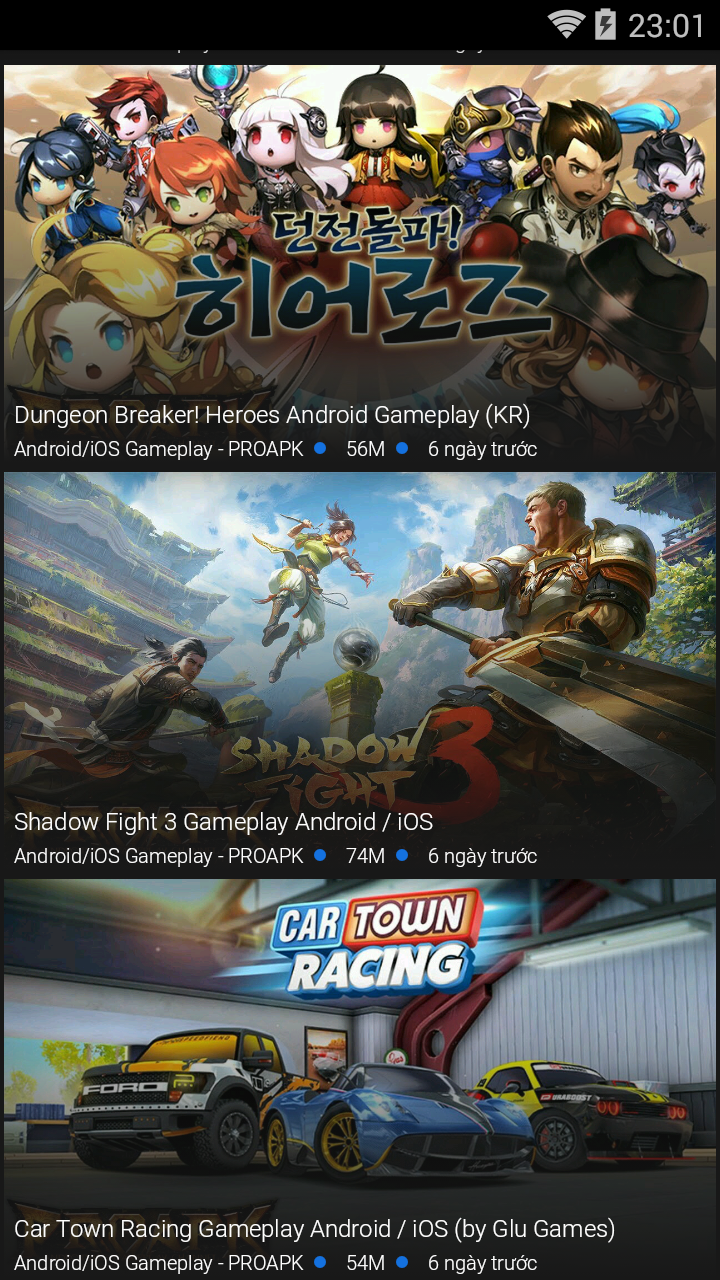 23:01
던전돌파!
히어로즈
Dungeon Breaker! Heroes Android Gameplay (KR)
Android/iOS Gameplay - PROAPK 56M 6 ngày trước
SHADOW
FIGHT 3
Shadow Fight 3 Gameplay Android / iOS
Android/iOS Gameplay - PROAPK 74M 6 ngày trước
CAR TOWN
RACING
FORD
Gas
DRAGOOST
Car Town Racing Gameplay Android / iOS (by Glu Games)
PROAPK
Android/iOS Gameplay - PROAPK 54M 6 ngày trước